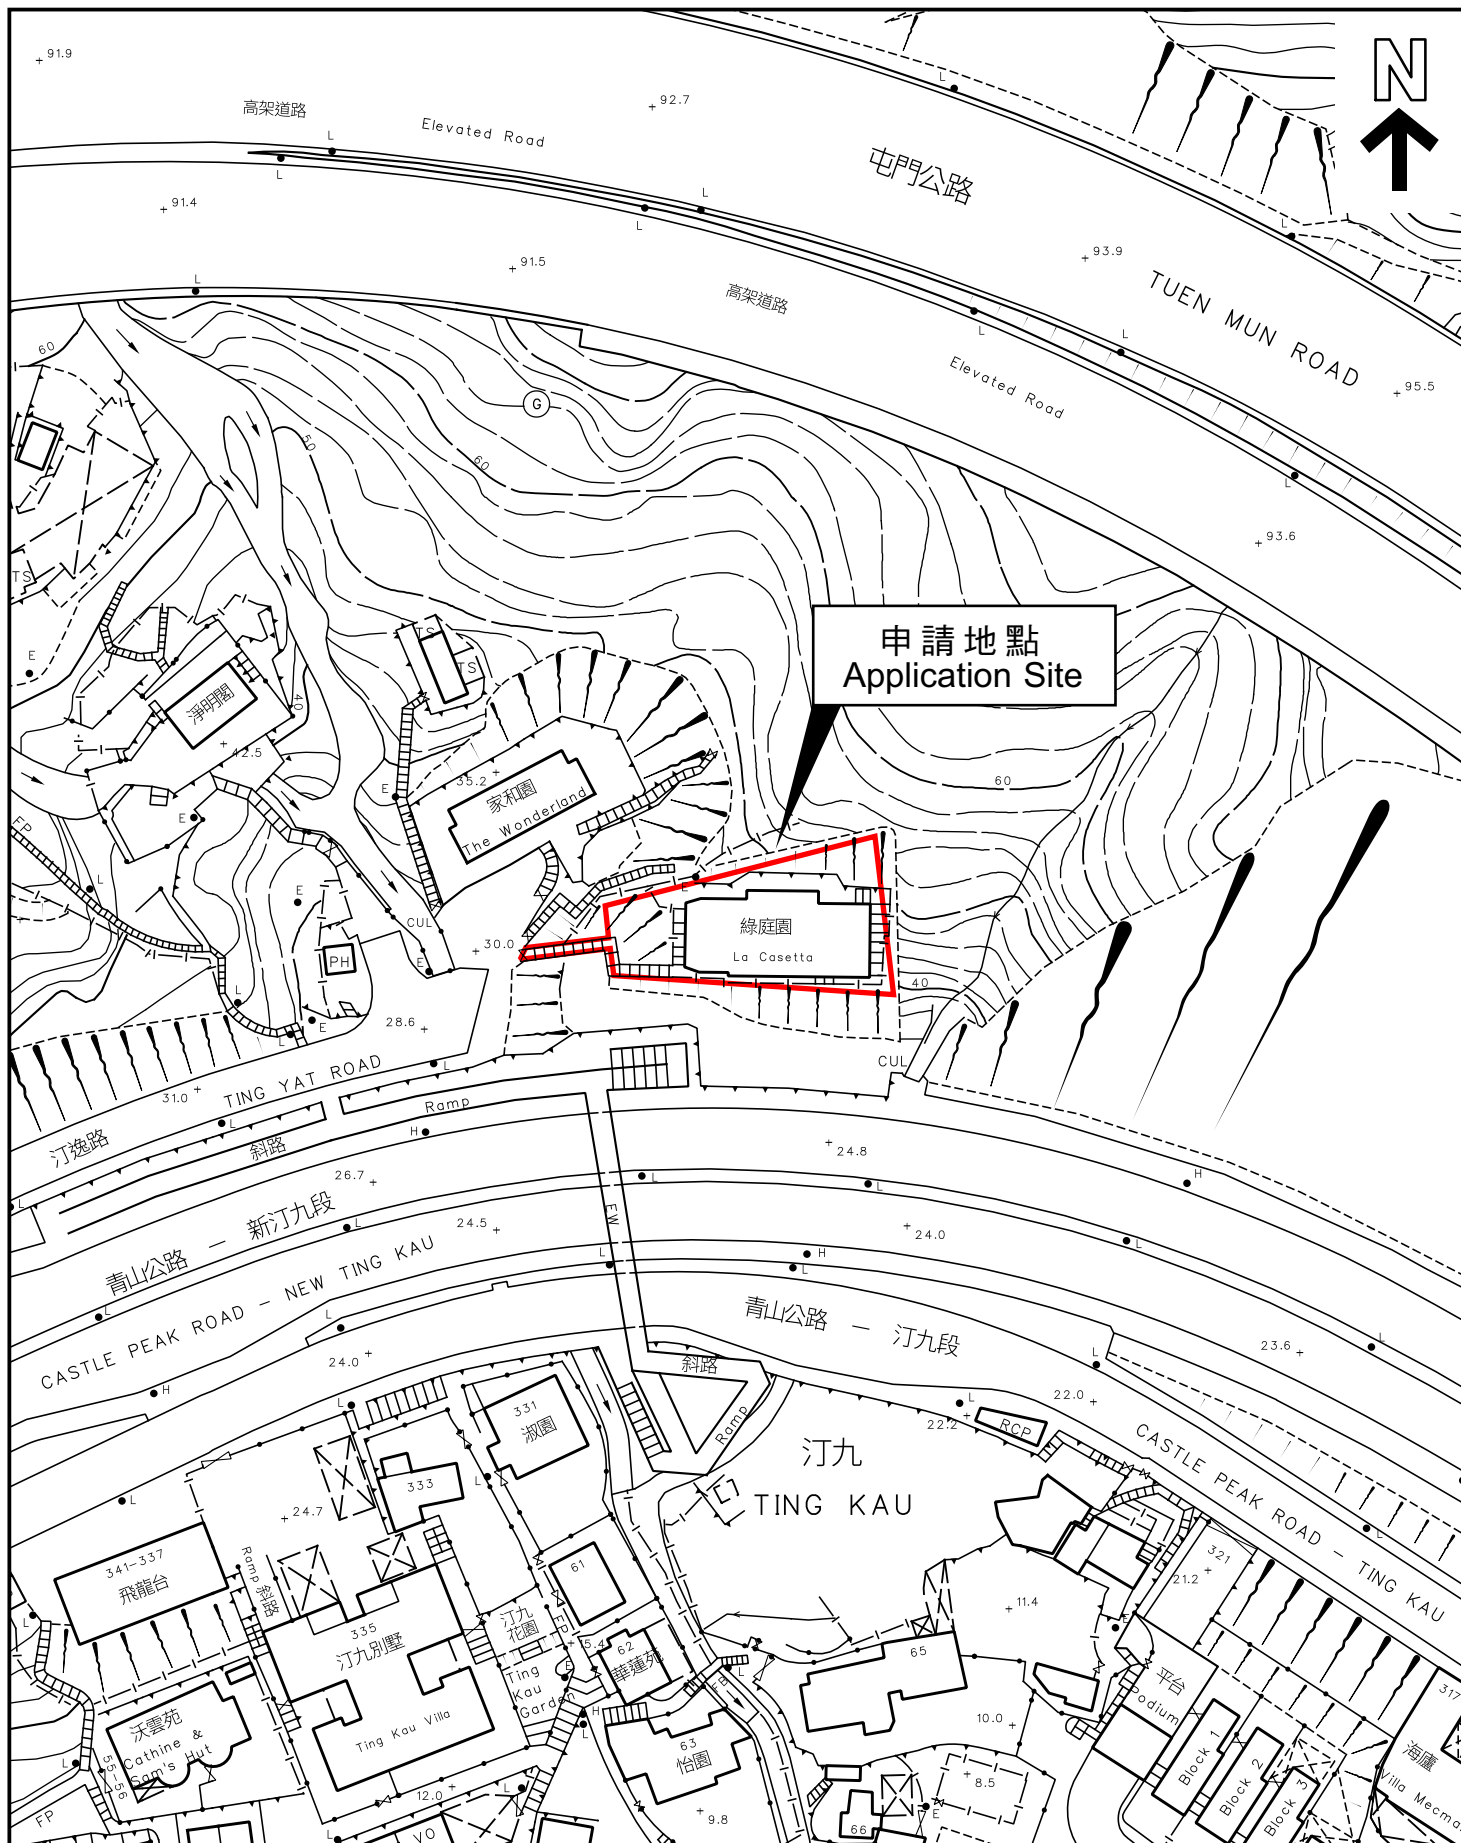 N
91.9
高架道路
Elevated Road
92.7
L
L
屯門公路
91.4
L
L
L
91.5
93.9
L
TUEN MUN ROAD
高架道路
Elevated Road
L
L
95.5
60
G
50
60
L
93.6
TS
E
TS
TS
申請地點
Application Site
淨明閣
40
42.5
35.2
家和園
The Wonderland
60
E
E
FP
L
E
CUL
30.0
綠庭園
La Casetta
E
PH
40
L
E
L
28.6
CUL
31.0
TING YAT ROAD
L
Ramp
汀逸路
斜路
H
L
24.8
26.7
L
L
H
青山公路 － 新汀九段
24.5
FW
24.0
L
CASTLE PEAK ROAD - NEW TING KAU
L
H
L
L
L
青山公路 － 汀九段
23.6
L
24.0
斜路
H
L
22.0
L
22.2
RCP
331
淑園
Ramp
汀九
TING KAU
CASTLE PEAK ROAD - TING KAU
333
L
24.7
L
341-337
飛龍台
Ramp 斜路
61
321
21.2
L
335
汀九別墅
汀九花園
Ting Kau Garden
FP
5.4
62
華蓮苑
11.4
E
65
平台
Podium
317
沃雲苑
Cathine & Sam's Hut
55-56
Ting Kau Villa
E
H
L
FB
L
63
怡園
10.0
Block 1
Block 2
Block 3
海廬
Villa Mecma
L
FP
12.0
L
VO
L
9.8
8.5
66
E